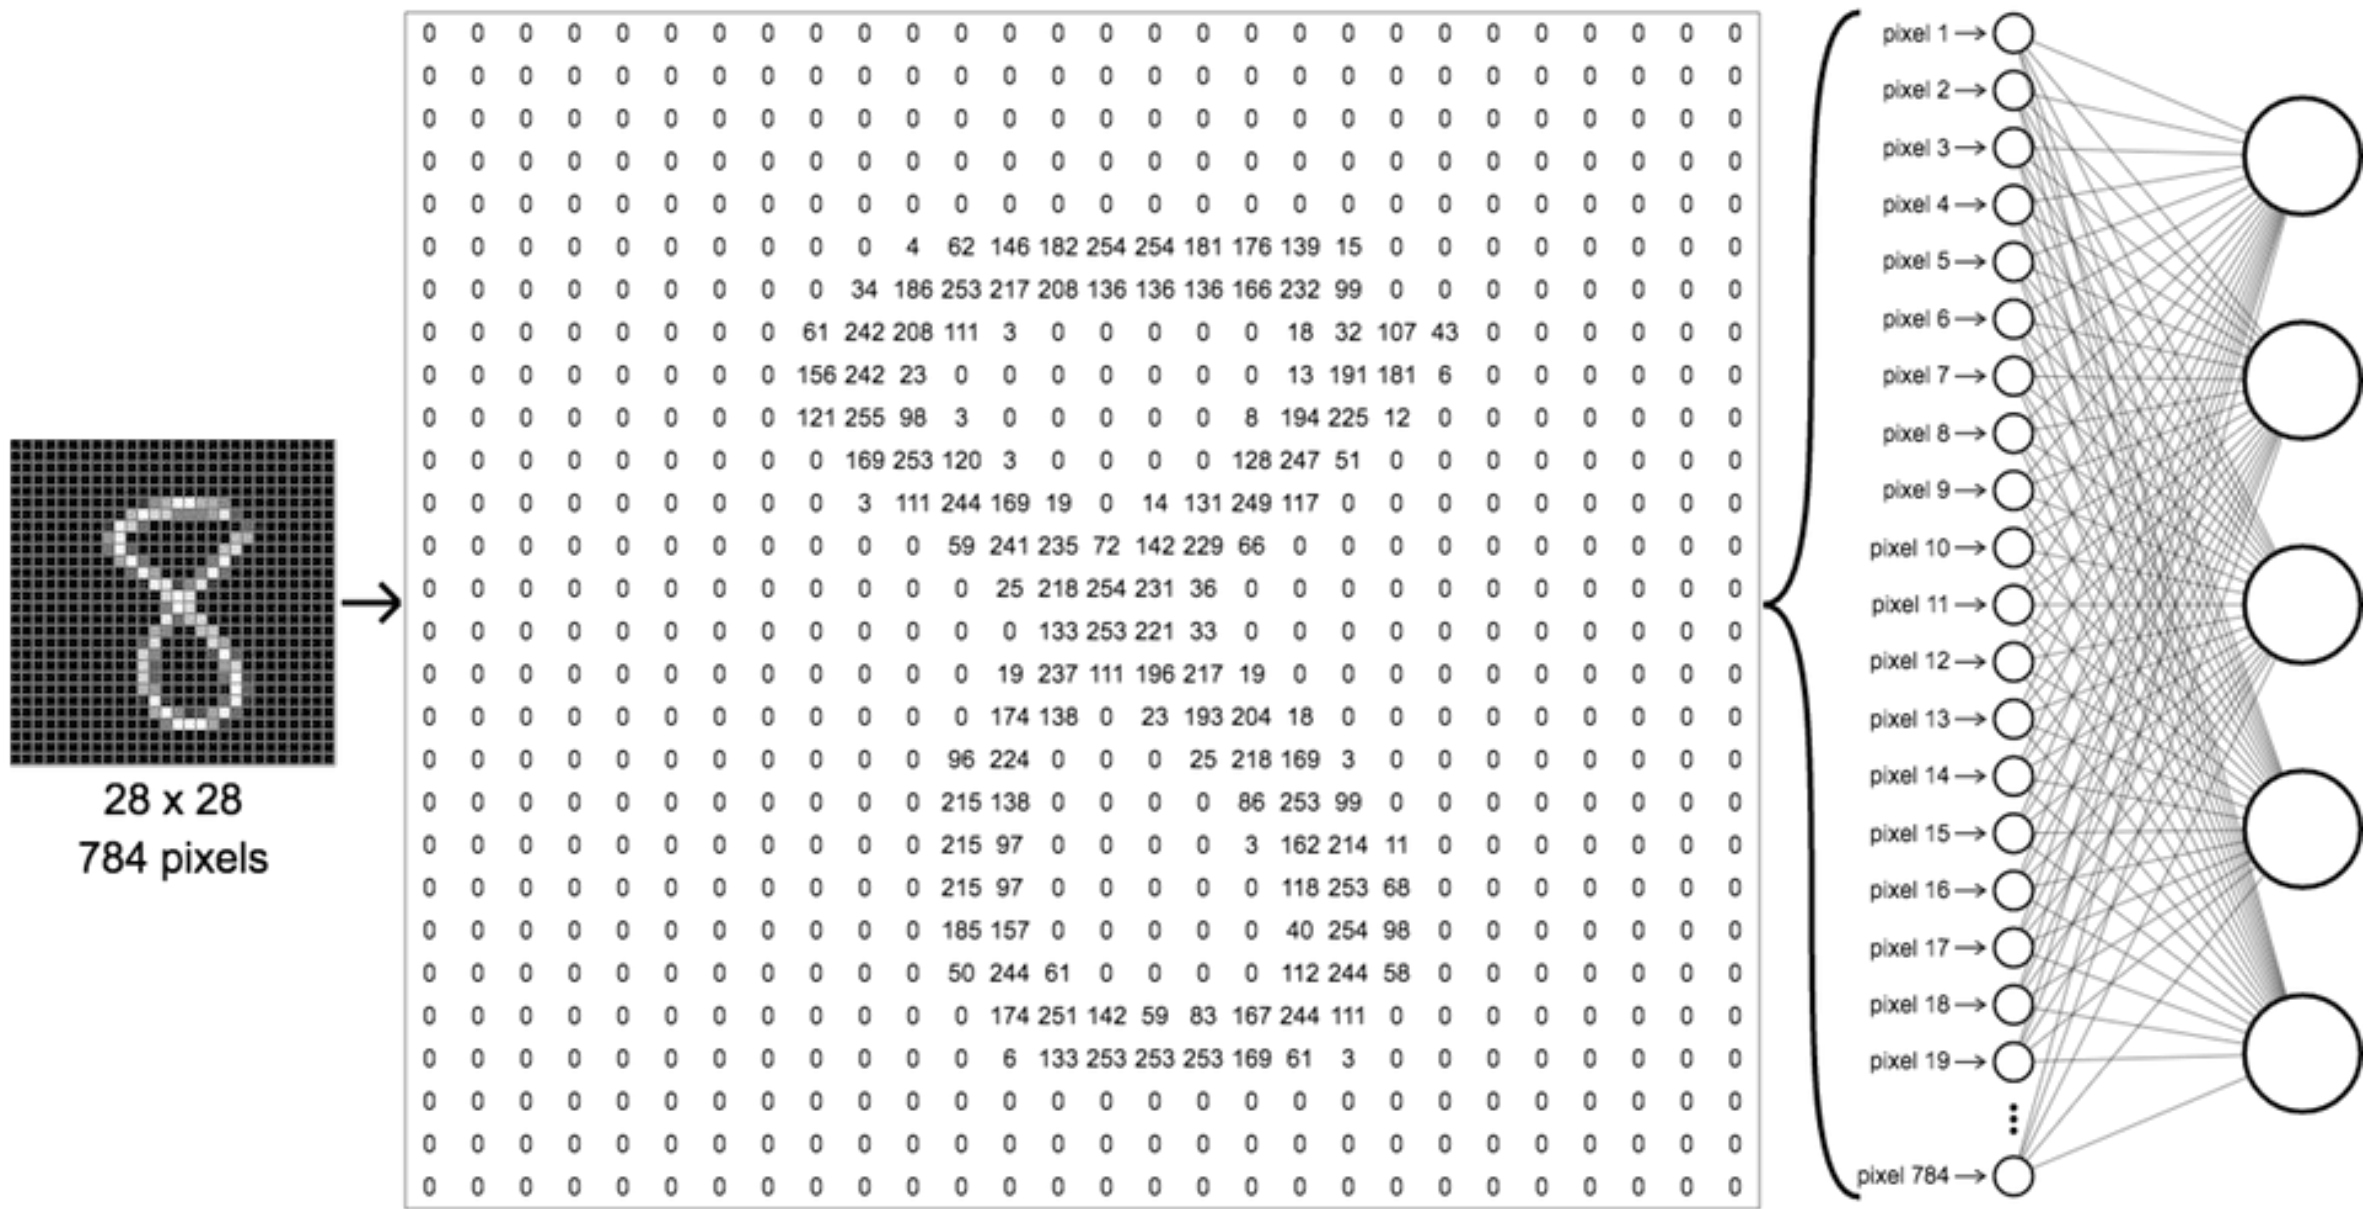 28 x 28
784 pixels
0 0 0 0 0 0 0 0 0 0 0 0 0 0 0 0 0 0 0 0 0 0 0 0 0 0 0 0
0 0 0 0 0 0 0 0 0 0 0 0 0 0 0 0 0 0 0 0 0 0 0 0 0 0 0 0
0 0 0 0 0 0 0 0 0 0 0 0 0 0 0 0 0 0 0 0 0 0 0 0 0 0 0 0
0 0 0 0 0 0 0 0 0 0 0 0 0 0 0 0 0 0 0 0 0 0 0 0 0 0 0 0
0 0 0 0 0 0 0 0 0 0 0 0 0 0 0 0 0 0 0 0 0 0 0 0 0 0 0 0
0 0 0 0 0 0 0 0 0 0 4 62 146 182 254 254 181 176 139 15 0 0 0 0 0 0 0 0
0 0 0 0 0 0 0 0 0 34 186 253 217 208 136 136 136 166 232 99 0 0 0 0 0 0 0 0
0 0 0 0 0 0 0 0 61 242 208 111 3 0 0 0 0 0 18 32 107 43 0 0 0 0 0 0
0 0 0 0 0 0 0 0 156 242 23 0 0 0 0 0 0 0 13 191 181 6 0 0 0 0 0 0
0 0 0 0 0 0 0 0 121 255 98 3 0 0 0 0 0 8 194 225 12 0 0 0 0 0 0 0
0 0 0 0 0 0 0 0 0 169 253 120 3 0 0 0 0 128 247 51 0 0 0 0 0 0 0 0
0 0 0 0 0 0 0 0 0 3 111 244 169 19 0 14 131 249 117 0 0 0 0 0 0 0 0 0
0 0 0 0 0 0 0 0 0 0 0 59 241 235 72 142 229 66 0 0 0 0 0 0 0 0 0 0
0 0 0 0 0 0 0 0 0 0 0 0 25 218 254 231 36 0 0 0 0 0 0 0 0 0 0 0
0 0 0 0 0 0 0 0 0 0 0 0 0 133 253 221 33 0 0 0 0 0 0 0 0 0 0 0
0 0 0 0 0 0 0 0 0 0 0 0 19 237 111 196 217 19 0 0 0 0 0 0 0 0 0 0
0 0 0 0 0 0 0 0 0 0 0 0 174 138 0 23 193 204 18 0 0 0 0 0 0 0 0 0
0 0 0 0 0 0 0 0 0 0 0 96 224 0 0 0 25 218 169 3 0 0 0 0 0 0 0 0
0 0 0 0 0 0 0 0 0 0 0 215 138 0 0 0 0 86 253 99 0 0 0 0 0 0 0 0
0 0 0 0 0 0 0 0 0 0 0 215 97 0 0 0 0 3 162 214 11 0 0 0 0 0 0 0
0 0 0 0 0 0 0 0 0 0 0 215 97 0 0 0 0 0 118 253 68 0 0 0 0 0 0 0
0 0 0 0 0 0 0 0 0 0 0 185 157 0 0 0 0 0 40 254 98 0 0 0 0 0 0 0
0 0 0 0 0 0 0 0 0 0 0 50 244 61 0 0 0 0 112 244 58 0 0 0 0 0 0 0
0 0 0 0 0 0 0 0 0 0 0 0 174 251 142 59 83 167 244 111 0 0 0 0 0 0 0 0
0 0 0 0 0 0 0 0 0 0 0 0 6 133 253 253 253 169 61 3 0 0 0 0 0 0 0 0
0 0 0 0 0 0 0 0 0 0 0 0 0 0 0 0 0 0 0 0 0 0 0 0 0 0 0 0
0 0 0 0 0 0 0 0 0 0 0 0 0 0 0 0 0 0 0 0 0 0 0 0 0 0 0 0
0 0 0 0 0 0 0 0 0 0 0 0 0 0 0 0 0 0 0 0 0 0 0 0 0 0 0 0
pixel 1
pixel 2
pixel 3
pixel 4
pixel 5
pixel 6
pixel 7
pixel 8
pixel 9
pixel 10
pixel 11
pixel 12
pixel 13
pixel 14
pixel 15
pixel 16
pixel 17
pixel 18
pixel 19
pixel 784